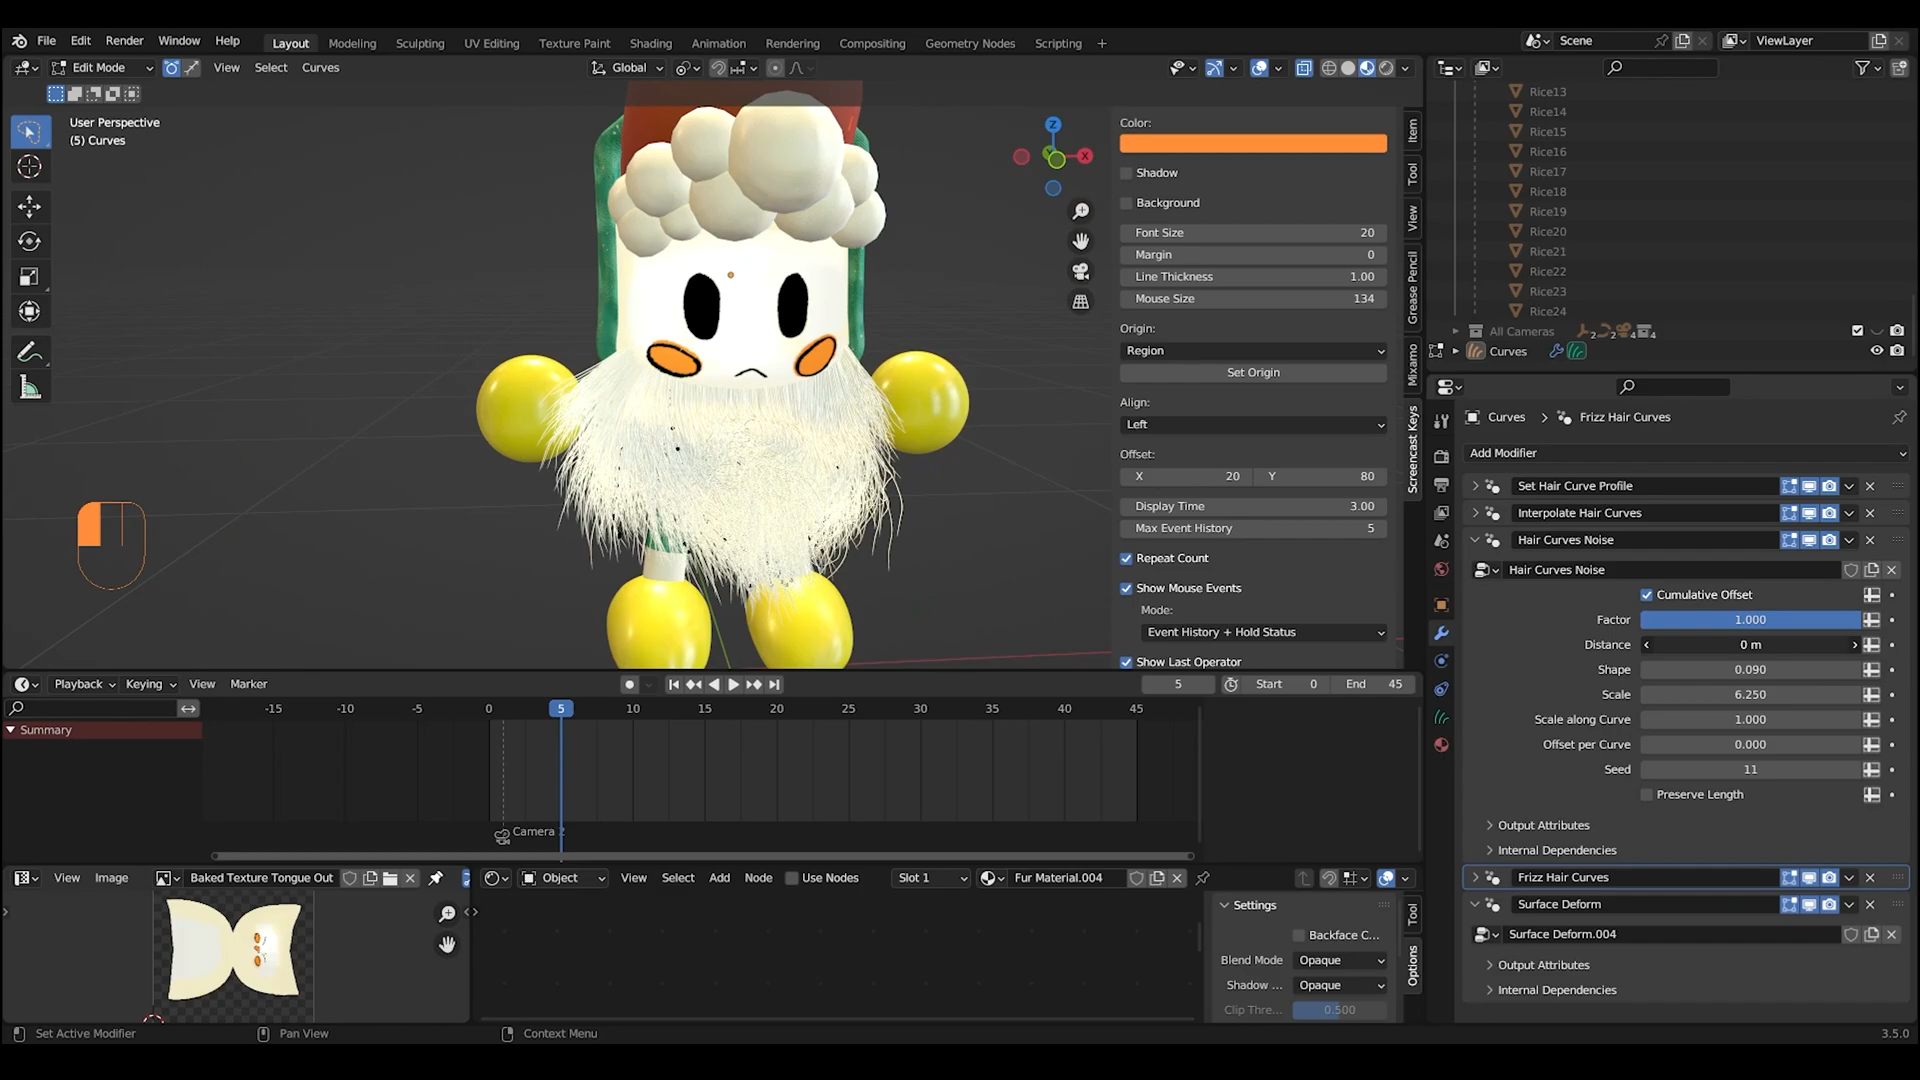 File Edit Render Window Help
Layout Modeling Sculpting UV Editing Texture Paint Shading Animation Rendering Compositing Geometry Nodes Scripting +
Scene ViewLayer
Edit Mode View Select Curves
Global
User Perspective
(5) Curves
Z
Y
X
Color:
Shadow
Background
Font Size 20
Margin 0
Line Thickness 1.00
Mouse Size 134
Origin:
Region
Set Origin
Align:
Left
Offset:
X 20 Y 80
Display Time 3.00
Max Event History 5
Repeat Count
Show Mouse Events
Mode:
Event History + Hold Status
Show Last Operator
Item
Tool
View
Grease Pencil
Mixamo
Screencast Keys
Rice13
Rice14
Rice15
Rice16
Rice17
Rice18
Rice19
Rice20
Rice21
Rice22
Rice23
Rice24
All Cameras 2 2 4 4
Curves
Curves > Frizz Hair Curves
Add Modifier
Set Hair Curve Profile
Interpolate Hair Curves
Hair Curves Noise
Hair Curves Noise
Cumulative Offset
Factor 1.000
Distance 0 m
Shape 0.090
Scale 6.250
Scale along Curve 1.000
Offset per Curve 0.000
Seed 11
Preserve Length
Output Attributes
Internal Dependencies
Frizz Hair Curves
Surface Deform
Surface Deform.004
Output Attributes
Internal Dependencies
Playback Keying View Marker
5 Start 0 End 45
-15 -10 -5 0 5 10 15 20 25 30 35 40 45
Summary
Camera 2
View Image Baked Texture Tongue Out
Object View Select Add Node Use Nodes Slot 1 Fur Material.004
Settings
Backface C...
Blend Mode Opaque
Shadow ... Opaque
Clip Thre... 0.500
Tool
Options
Set Active Modifier Pan View Context Menu 3.5.0